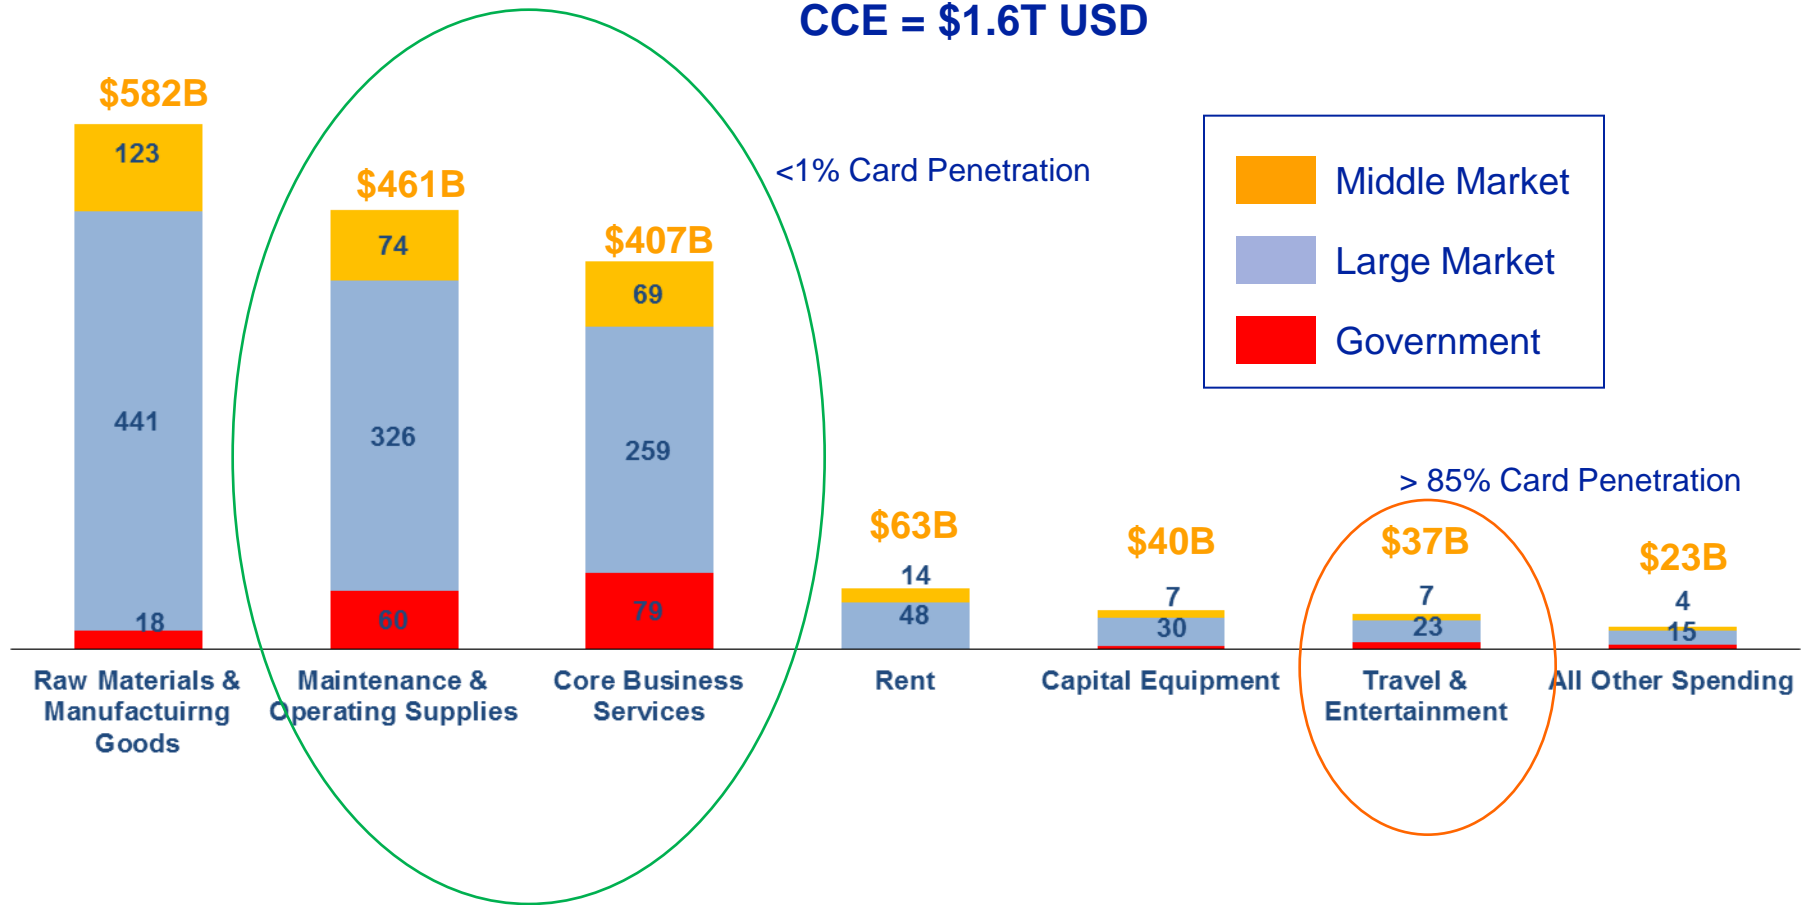 CCE = $1.6T USD
$582B
123
441
18
$461B
74
326
60
$407B
69
259
79
<1% Card Penetration
Middle Market
Large Market
Government
> 85% Card Penetration
$63B
14
48
$40B
7
30
$37B
7
23
$23B
4
15
Raw Materials &
Manufactuirng
Goods
Maintenance &
Operating Supplies
Core Business
Services
Rent
Capital Equipment
Travel &
Entertainment
All Other Spending